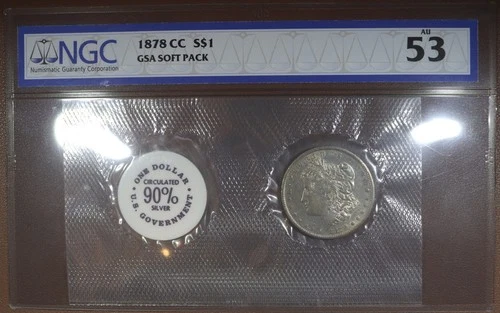 NGC
Numismatic Guaranty Corporation
1878 CC S$1
GSA SOFT PACK
AU
53
ONE DOLLAR
CIRCULATED
90%
SILVER
U.S. GOVERNMENT